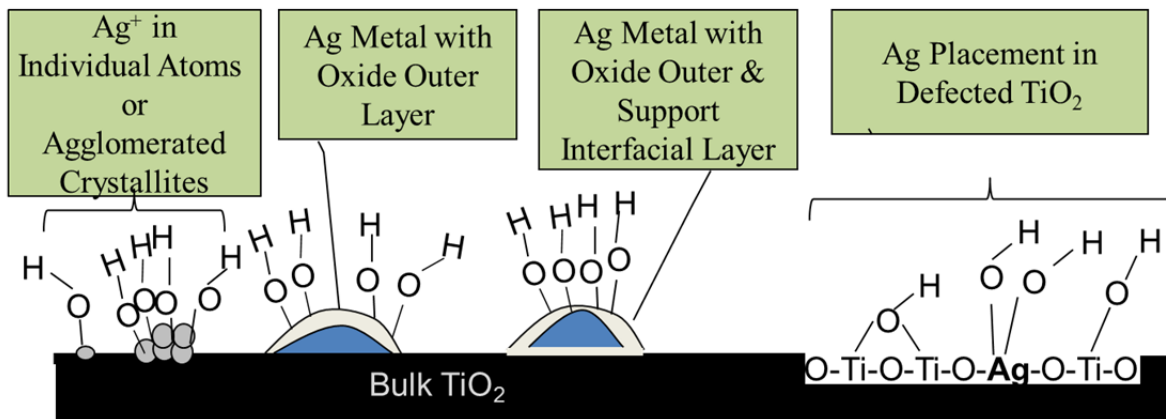 Ag⁺ in
Individual Atoms
or
Agglomerated
Crystallites
Ag Metal with
Oxide Outer
Layer
Ag Metal with
Oxide Outer &
Support
Interfacial Layer
Ag Placement in
Defected TiO₂
H
O
H
O
H
O
H
O
H
O
H
O
H
O
H
O
H
O
H
O
H
O
H
O
H
O
H
O
H
O
H
O
H
O
O-Ti-O-Ti-O-Ag-O-Ti-O
Bulk TiO₂